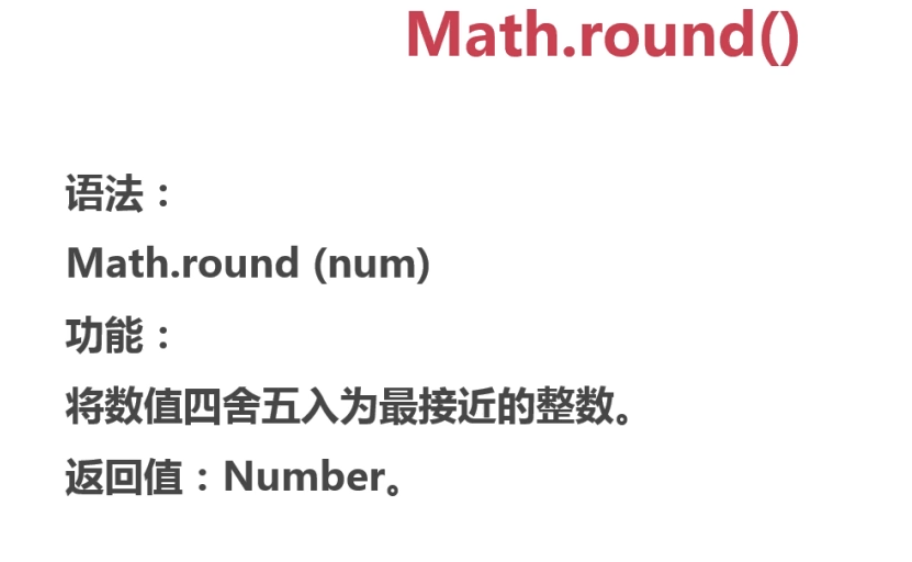 Math.round()
语法：
Math.round (num)
功能：
将数值四舍五入为最接近的整数。
返回值：Number。